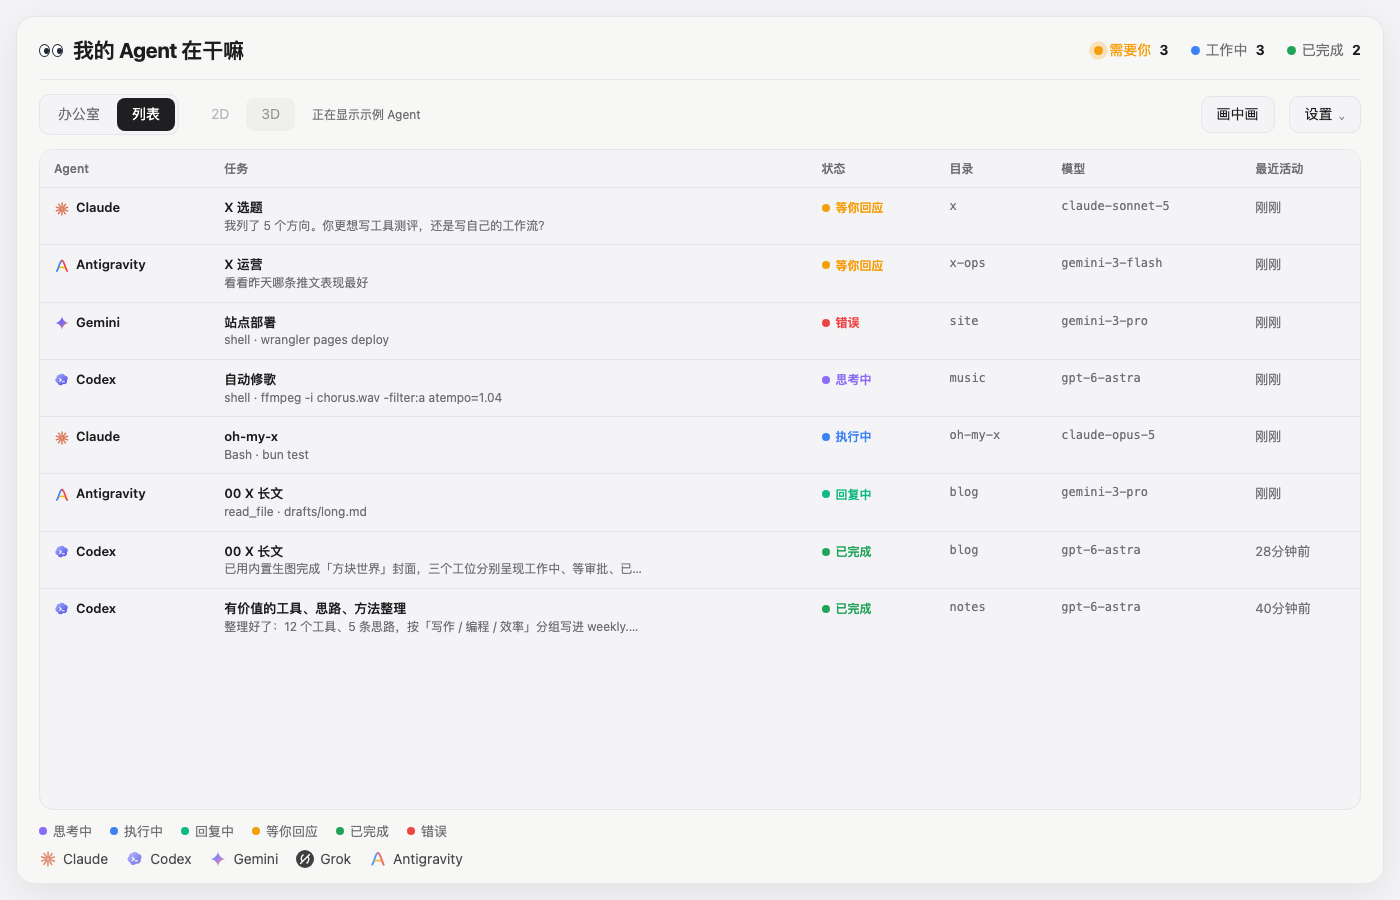 我的 Agent 在干嘛
需要你 3 工作中 3 已完成 2
办公室 列表 2D 3D 正在显示示例 Agent 画中画 设置
Agent 任务 状态 目录 模型 最近活动
Claude X 选题 等你回应 x claude-sonnet-5 刚刚
我列了 5 个方向。你更想写工具测评，还是写自己的工作流？
Antigravity X 运营 等你回应 x-ops gemini-3-flash 刚刚
看看昨天哪条推文表现最好
Gemini 站点部署 错误 site gemini-3-pro 刚刚
shell · wrangler pages deploy
Codex 自动修歌 思考中 music gpt-6-astra 刚刚
shell · ffmpeg -i chorus.wav -filter:a atempo=1.04
Claude oh-my-x 执行中 oh-my-x claude-opus-5 刚刚
Bash · bun test
Antigravity 00 X 长文 回复中 blog gemini-3-pro 刚刚
read_file · drafts/long.md
Codex 00 X 长文 已完成 blog gpt-6-astra 28分钟前
已用内置生图完成「方块世界」封面，三个工位分别呈现工作中、等审批、已...
Codex 有价值的工具、思路、方法整理 已完成 notes gpt-6-astra 40分钟前
整理好了：12 个工具、5 条思路，按「写作 / 编程 / 效率」分组写进 weekly....
思考中 执行中 回复中 等你回应 已完成 错误
Claude Codex Gemini Grok Antigravity